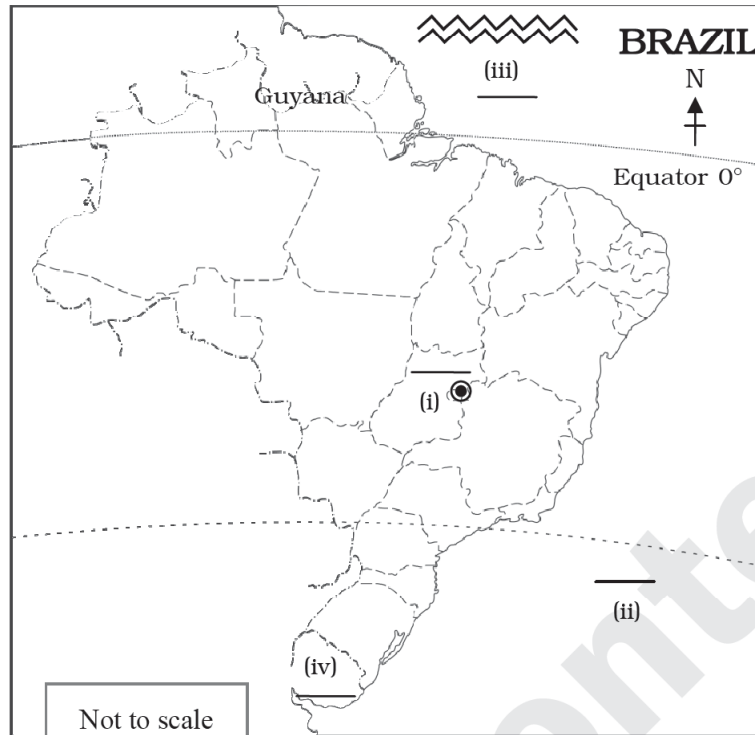 BRAZIL
(iii)
N
Guyana
Equator 0°
(i)
(ii)
(iv)
Not to scale